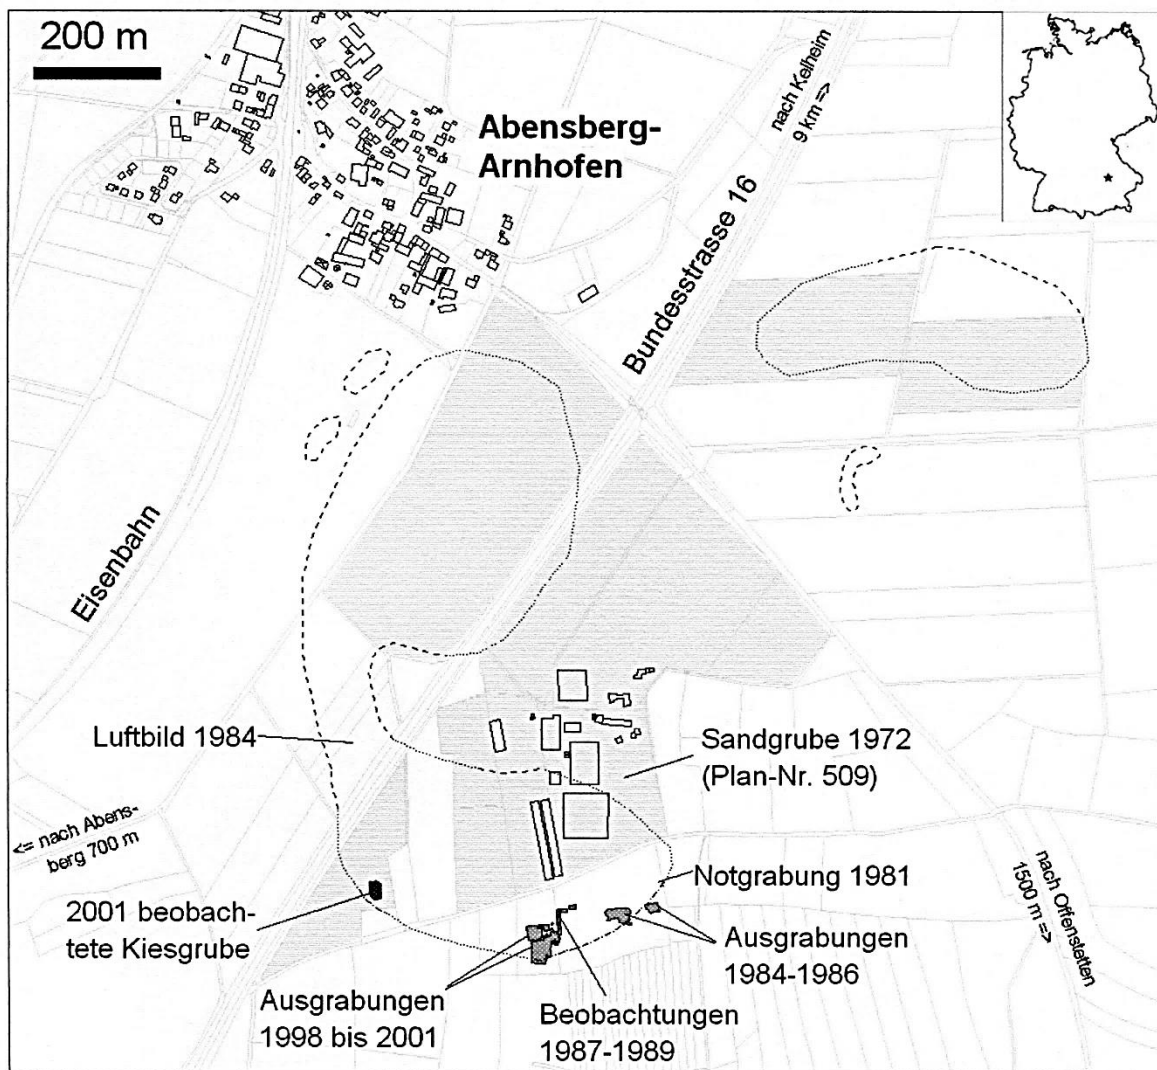 200 m
Abensberg-
Arnhofen
nach Kelheim
9 km =>
Bundesstrasse 16
Eisenbahn
Luftbild 1984
Sandgrube 1972
(Plan-Nr. 509)
<= nach Abens-
berg 700 m
2001 beobach-
tete Kiesgrube
Notgrabung 1981
nach Offenstetten
1500 m =>
Ausgrabungen
1984-1986
Ausgrabungen
1998 bis 2001
Beobachtungen
1987-1989